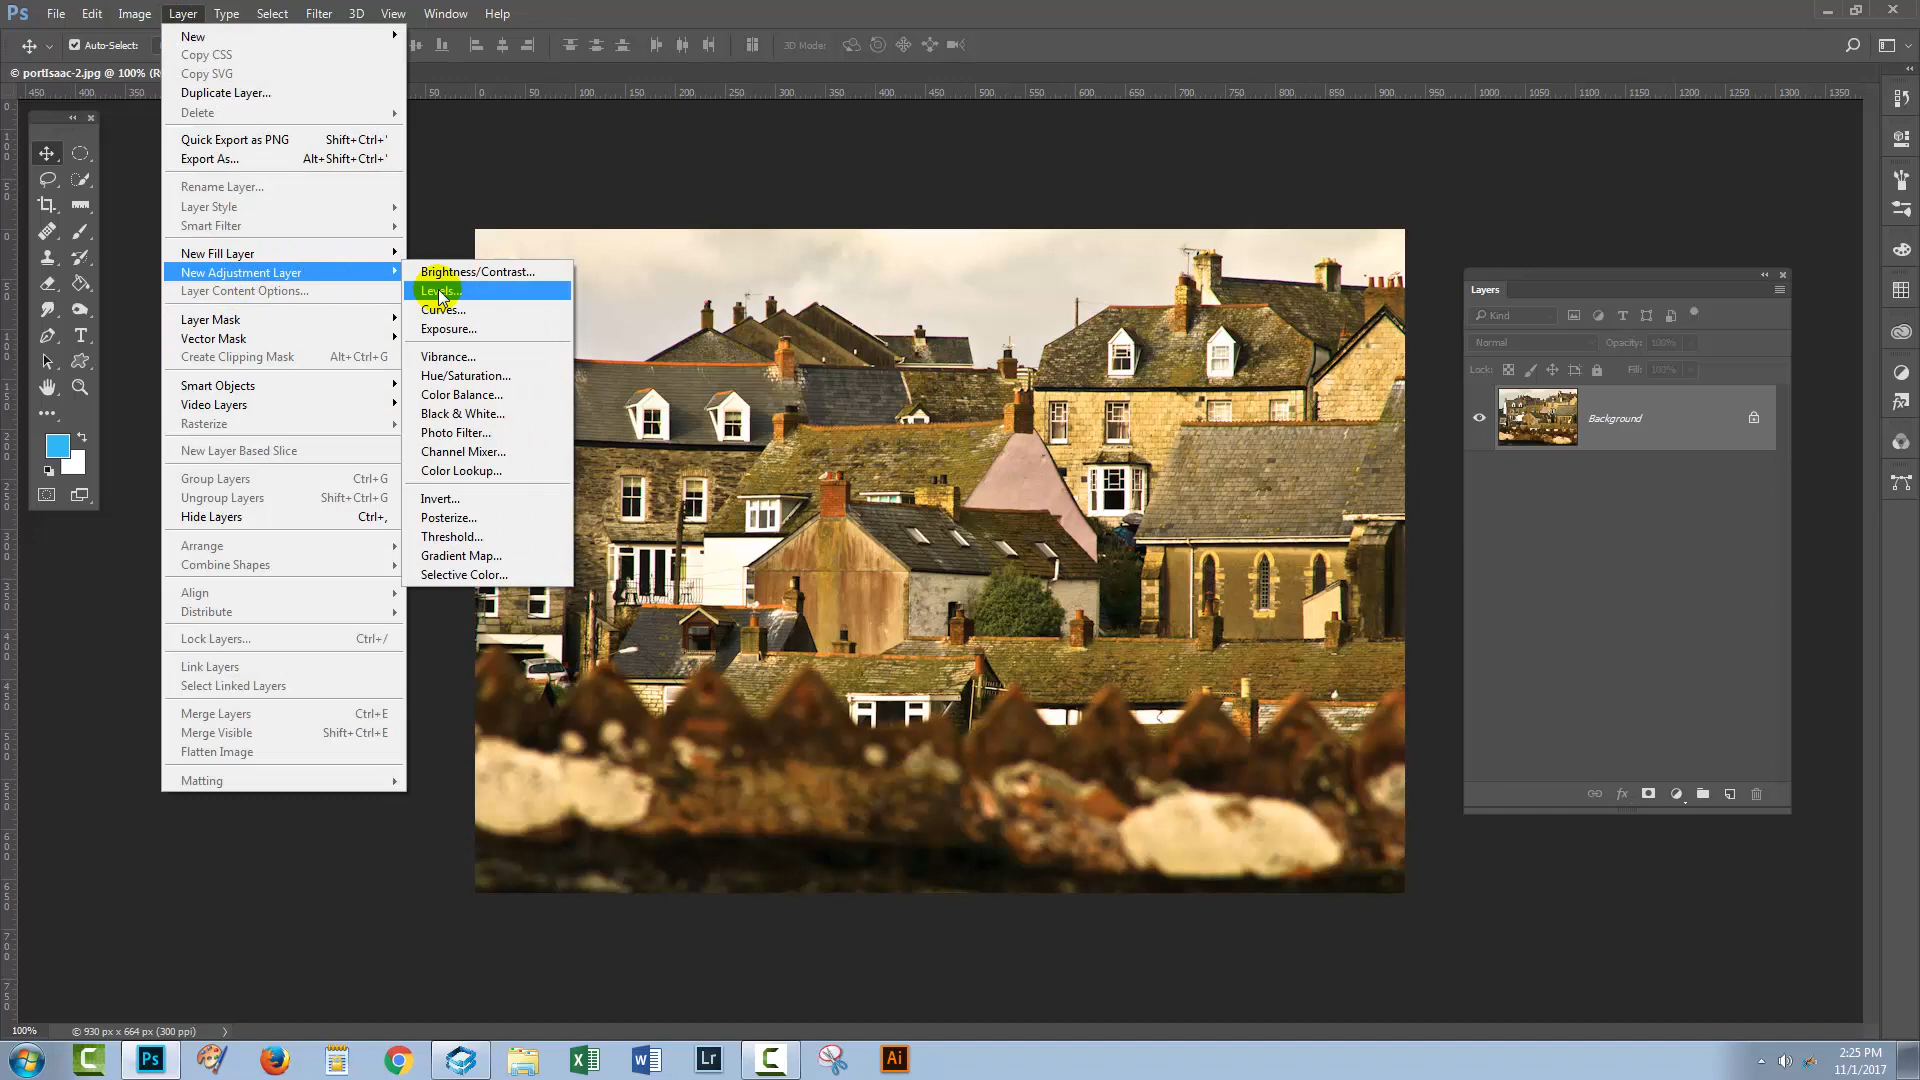 Ps File Edit Image Layer Type Select Filter 3D View Window Help
Auto-Select:
3D Mode:
© portIsaac-2.jpg @ 100% (R
450 400 350 50 0 50 100 150 200 250 300 350 400 450 500 550 600 650 700 750 800 850 900 950 1000 1050 1100 1150 1200 1250 1300 1350
New
Copy CSS
Copy SVG
Duplicate Layer...
Delete
Quick Export as PNG Shift+Ctrl+'
Export As... Alt+Shift+Ctrl+'
Rename Layer...
Layer Style
Smart Filter
New Fill Layer
New Adjustment Layer
Layer Content Options...
Layer Mask
Vector Mask
Create Clipping Mask Alt+Ctrl+G
Smart Objects
Video Layers
Rasterize
New Layer Based Slice
Group Layers Ctrl+G
Ungroup Layers Shift+Ctrl+G
Hide Layers Ctrl+,
Arrange
Combine Shapes
Align
Distribute
Lock Layers... Ctrl+/
Link Layers
Select Linked Layers
Merge Layers Ctrl+E
Merge Visible Shift+Ctrl+E
Flatten Image
Matting
Brightness/Contrast...
Levels...
Curves...
Exposure...
Vibrance...
Hue/Saturation...
Color Balance...
Black & White...
Photo Filter...
Channel Mixer...
Color Lookup...
Invert...
Posterize...
Threshold...
Gradient Map...
Selective Color...
Layers
Kind
Normal Opacity: 100%
Lock: Fill: 100%
Background
fx
100% © 930 px x 664 px (300 ppi)
Ps Lr Ai
2:25 PM
11/1/2017